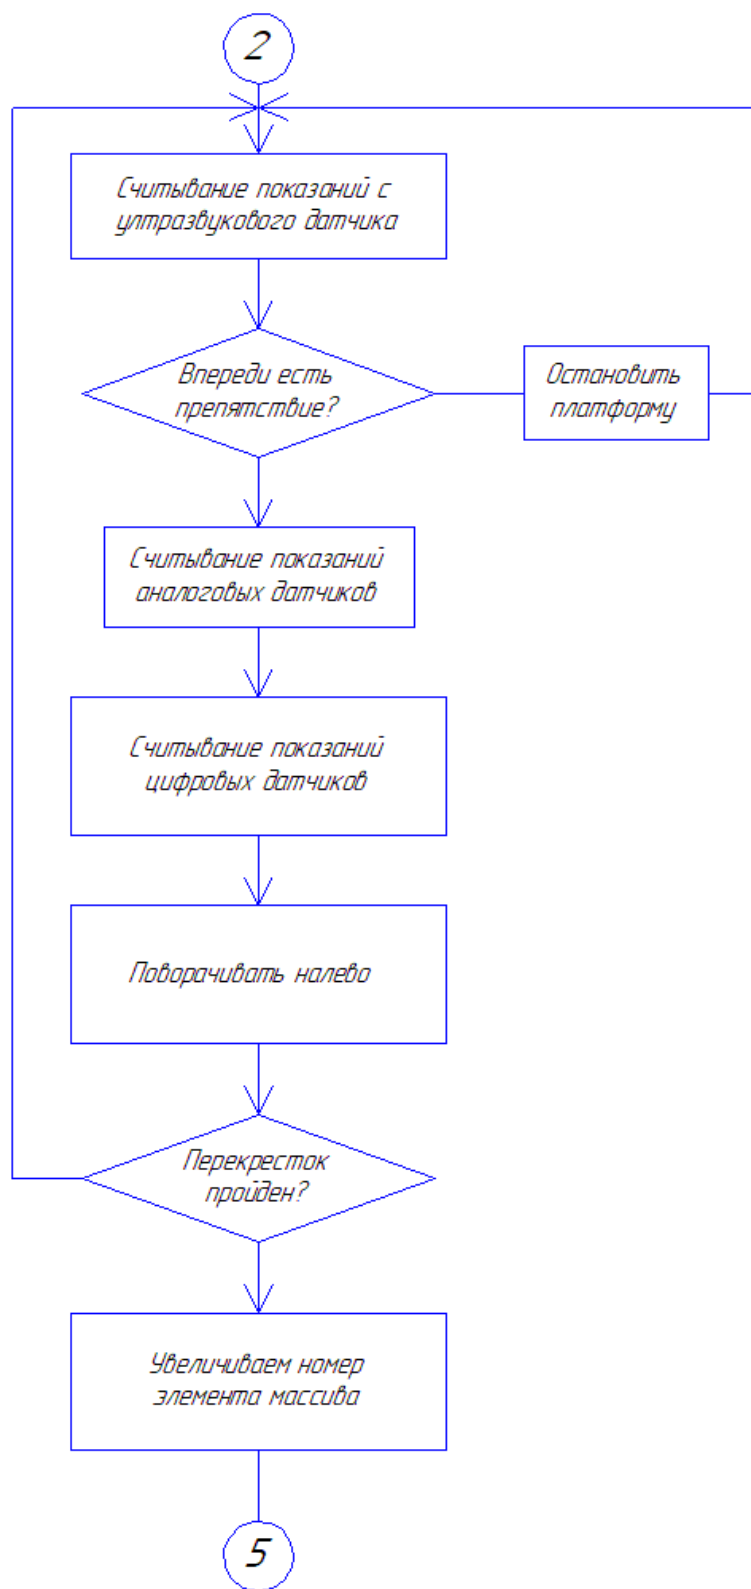 2
Считывание показаний с
ултразвукового датчика
Впереди есть
препятствие?
Остановить
платформу
Считывание показаний
аналоговых датчиков
Считывание показаний
цифровых датчиков
Поворачивать налево
Перекресток
пройден?
Увеличиваем номер
элемента массива
5